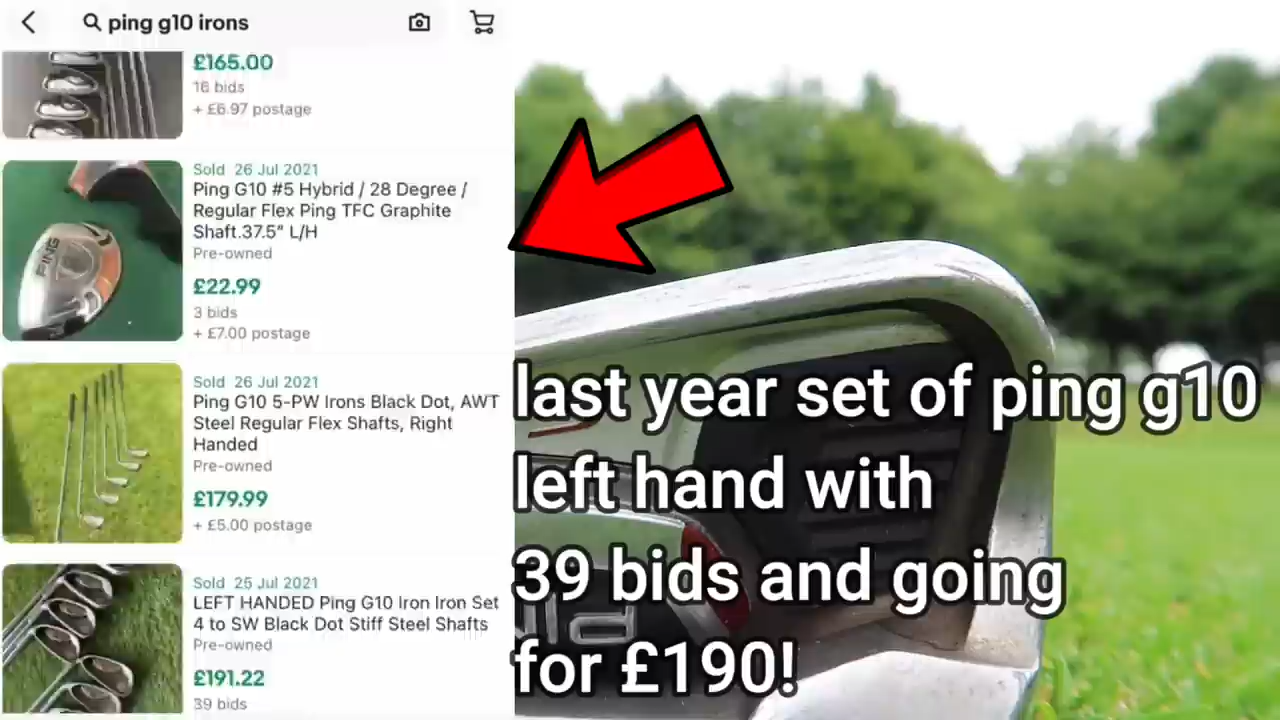 ping g10 irons
£165.00
16 bids
+ £6.97 postage
Sold 26 Jul 2021
Ping G10 #5 Hybrid / 28 Degree /
Regular Flex Ping TFC Graphite
Shaft.37.5" L/H
Pre-owned
£22.99
3 bids
+ £7.00 postage
Sold 26 Jul 2021
Ping G10 5-PW Irons Black Dot, AWT
Steel Regular Flex Shafts, Right
Handed
Pre-owned
£179.99
+ £5.00 postage
Sold 25 Jul 2021
LEFT HANDED Ping G10 Iron Iron Set
4 to SW Black Dot Stiff Steel Shafts
Pre-owned
£191.22
39 bids
last year set of ping g10
left hand with
39 bids and going
for £190!
PING